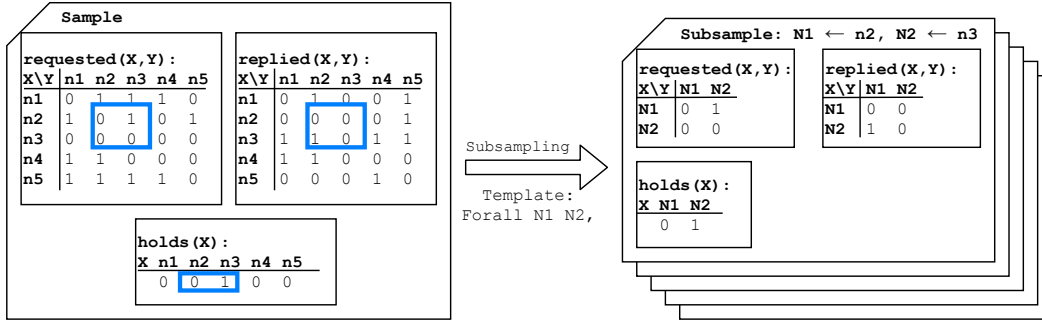 Sample
requested(X,Y):
X\Y n1 n2 n3 n4 n5
n1 0 1 1 1 0
n2 1 0 1 0 1
n3 0 0 0 0 0
n4 1 1 0 0 0
n5 1 1 1 1 0
replied(X,Y):
X\Y n1 n2 n3 n4 n5
n1 0 1 0 0 1
n2 0 0 0 0 1
n3 1 1 0 1 1
n4 1 1 0 0 0
n5 0 0 0 1 0
holds(X):
X n1 n2 n3 n4 n5
0 0 1 0 0
Subsampling
Template:
Forall N1 N2,
Subsample: N1 ← n2, N2 ← n3
requested(X,Y):
X\Y N1 N2
N1 0 1
N2 0 0
replied(X,Y):
X\Y N1 N2
N1 0 0
N2 1 0
holds(X):
X N1 N2
0 1